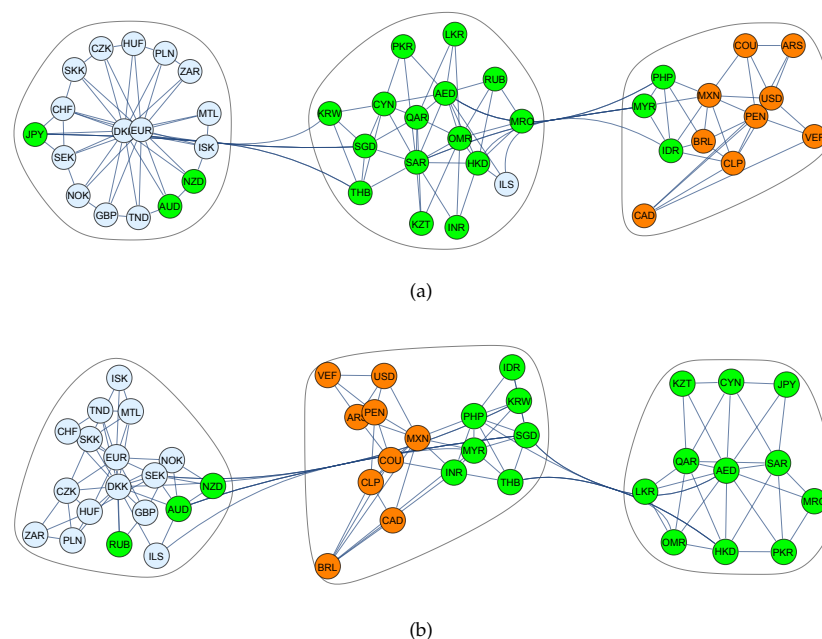 HUF
CZK
PLN
SKK
ZAR
CHF
MTL
JPY
DK
EUR
ISK
SEK
NZD
NOK
AUD
GBP
TND
LKR
PKR
RUB
AED
CYN
KRW
QAR
MRO
OMR
SGD
SAR
HKD
ILS
THB
KZT
INR
COU
ARS
PHP
MXN
USD
MYR
PEN
VEF
BRL
IDR
CLP
CAD
(a)
ISK
TND
MTL
CHF
SKK
EUR
NOK
SEK
DKK
NZD
CZK
AUD
HUF
GBP
ZAR
PLN
RUB
ILS
VEF
USD
IDR
KRW
ARS
PEN
PHP
MXN
SGD
MYR
COU
INR
CLP
THB
CAD
BRL
KZT
CYN
JPY
QAR
SAR
AED
LKR
MRO
OMR
HKD
PKR
(b)